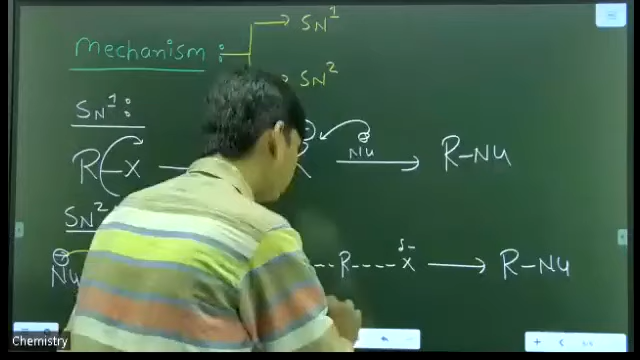 Mechanism : → SN1
SN2
SN1 :
R – X → Nu⊖ → R–Nu
SN2
Nu⊖ --R----X δ- → R–Nu
Chemistry